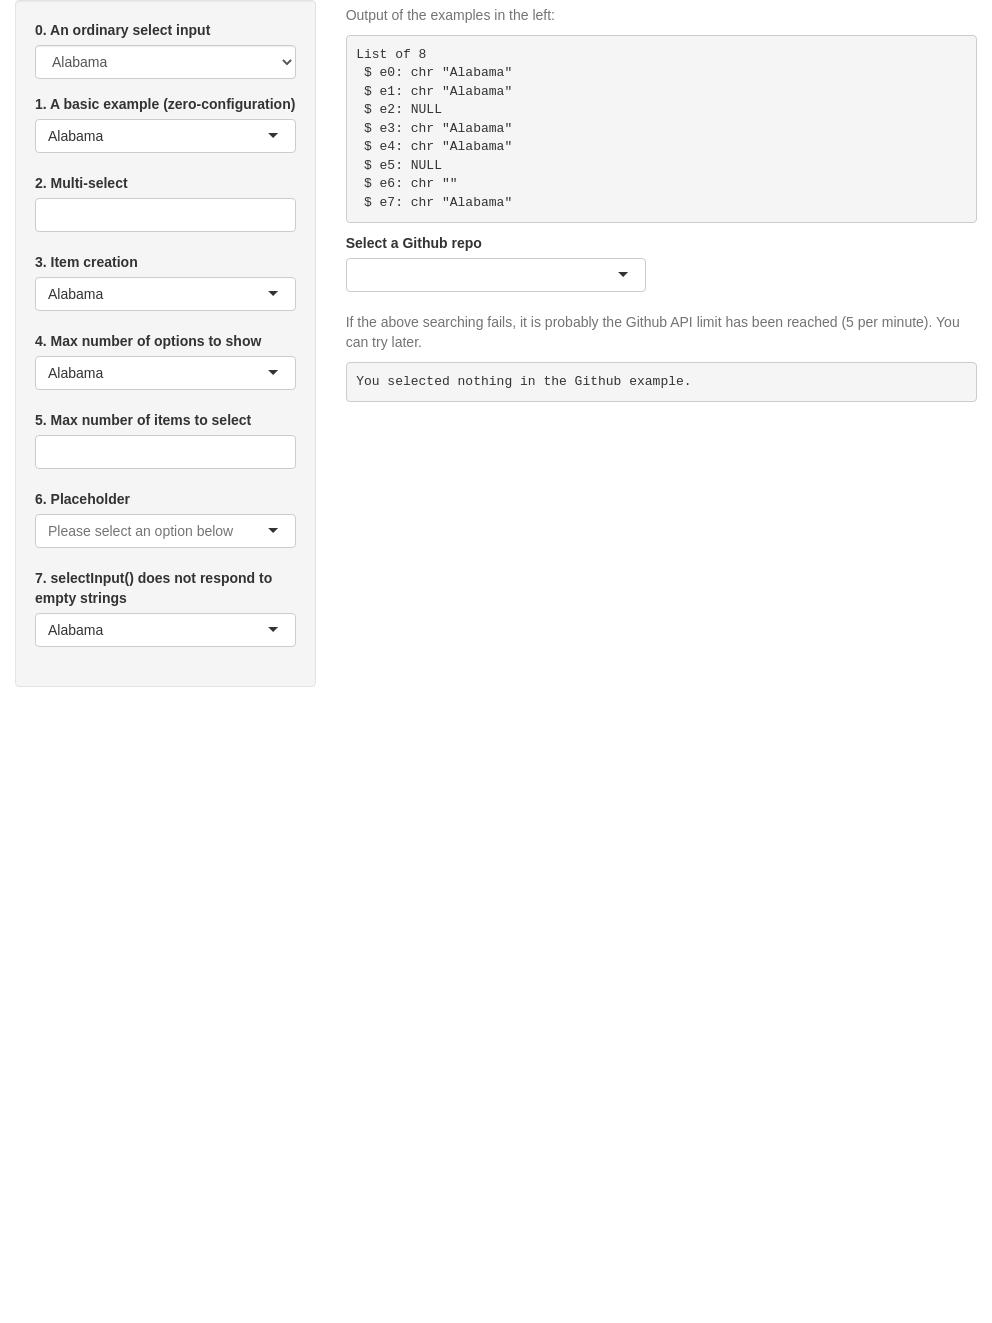 0. An ordinary select input
Alabama
1. A basic example (zero-configuration)
Alabama
2. Multi-select
3. Item creation
Alabama
4. Max number of options to show
Alabama
5. Max number of items to select
6. Placeholder
Please select an option below
7. selectInput() does not respond to
empty strings
Alabama
Output of the examples in the left:
List of 8
 $ e0: chr "Alabama"
 $ e1: chr "Alabama"
 $ e2: NULL
 $ e3: chr "Alabama"
 $ e4: chr "Alabama"
 $ e5: NULL
 $ e6: chr ""
 $ e7: chr "Alabama"
Select a Github repo
If the above searching fails, it is probably the Github API limit has been reached (5 per minute). You
can try later.
You selected nothing in the Github example.